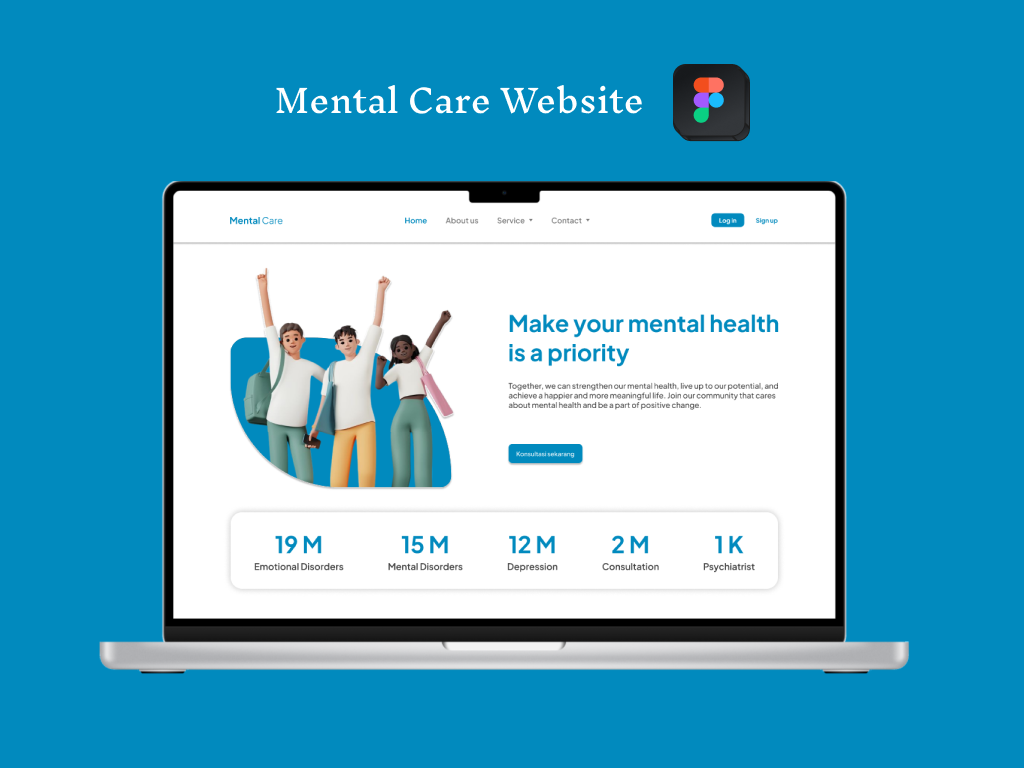 Mental Care Website
Mental Care
Home
About us
Service
Contact
Log in
Sign up
Make your mental health
is a priority
Together, we can strengthen our mental health, live up to our potential, and
achieve a happier and more meaningful life. Join our community that cares
about mental health and be a part of positive change.
Konsultasi sekarang
19 M
15 M
12 M
2 M
1 K
Emotional Disorders
Mental Disorders
Depression
Consultation
Psychiatrist